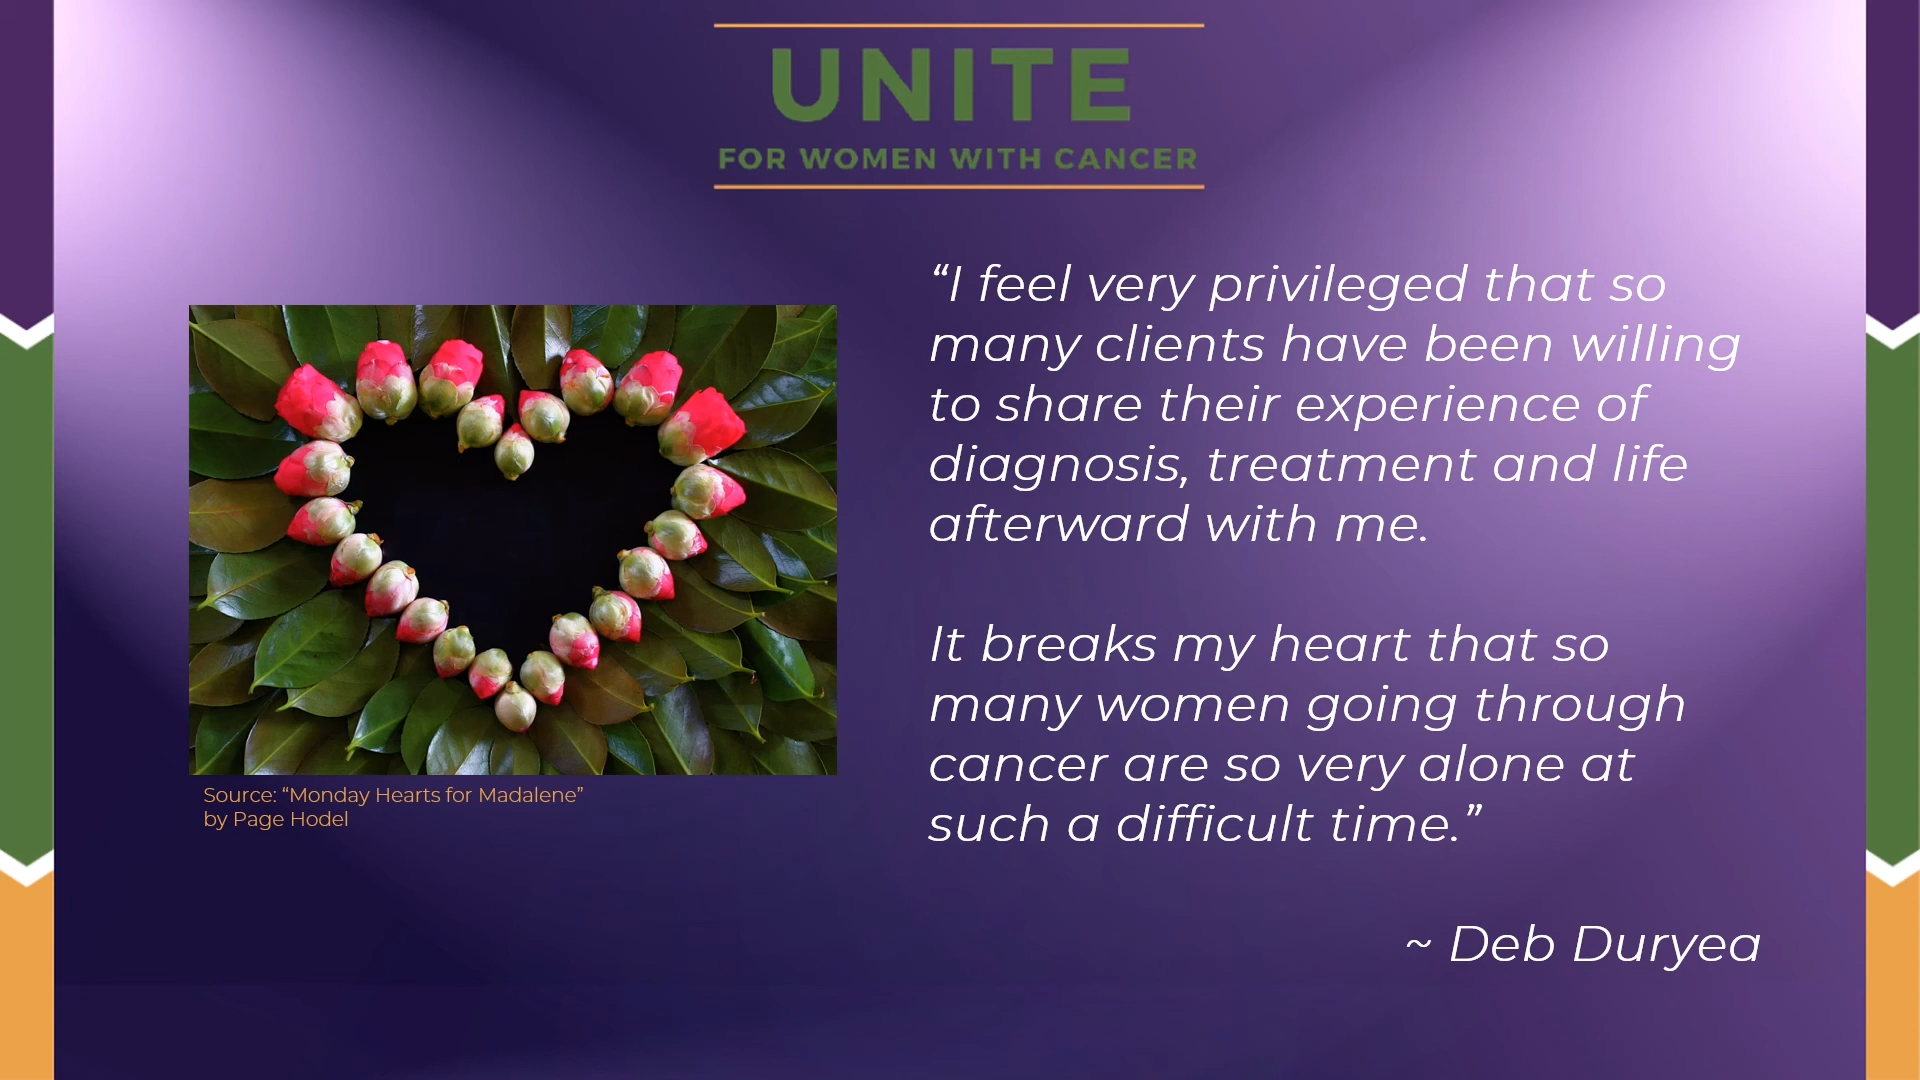 UNITE
FOR WOMEN WITH CANCER
“I feel very privileged that so
many clients have been willing
to share their experience of
diagnosis, treatment and life
afterward with me.
It breaks my heart that so
many women going through
cancer are so very alone at
such a difficult time.”
~ Deb Duryea
Source: “Monday Hearts for Madalene”
by Page Hodel